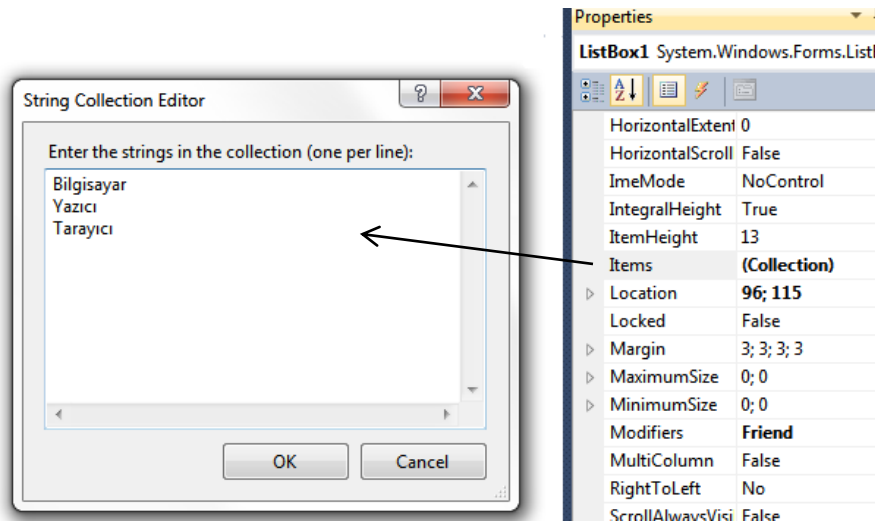 String Collection Editor
Enter the strings in the collection (one per line):
Bilgisayar
Yazıcı
Tarayıcı
OK Cancel
Properties
ListBox1 System.Windows.Forms.Listl
HorizontalExtent 0
HorizontalScroll False
ImeMode NoControl
IntegralHeight True
ItemHeight 13
Items (Collection)
Location 96; 115
Locked False
Margin 3; 3; 3; 3
MaximumSize 0; 0
MinimumSize 0; 0
Modifiers Friend
MultiColumn False
RightToLeft No
ScrollAlwaysVisi False